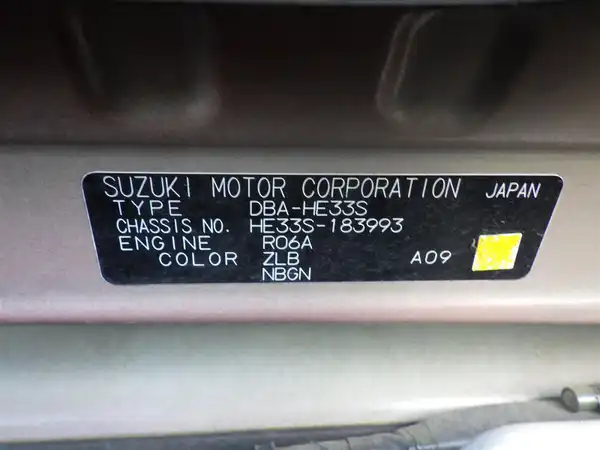 SUZUKI MOTOR CORPORATION JAPAN
TYPE DBA-HE33S
CHASSIS NO. HE33S-183993
ENGINE R06A
COLOR ZLB A09
NBGN